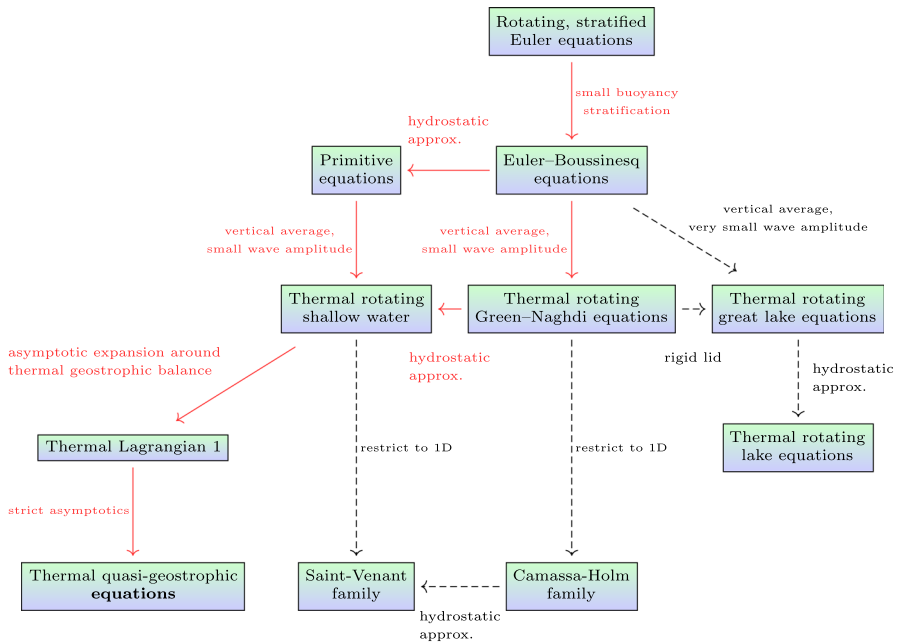 Rotating, stratified
Euler equations
small buoyancy
stratification
hydrostatic
approx.
Primitive
equations
Euler–Boussinesq
equations
vertical average,
small wave amplitude
vertical average,
small wave amplitude
vertical average,
very small wave amplitude
Thermal rotating
shallow water
Thermal rotating
Green–Naghdi equations
Thermal rotating
great lake equations
asymptotic expansion around
thermal geostrophic balance
hydrostatic
approx.
rigid lid
hydrostatic
approx.
Thermal Lagrangian 1
restrict to 1D
restrict to 1D
Thermal rotating
lake equations
strict asymptotics
Thermal quasi-geostrophic
equations
Saint-Venant
family
Camassa-Holm
family
hydrostatic
approx.